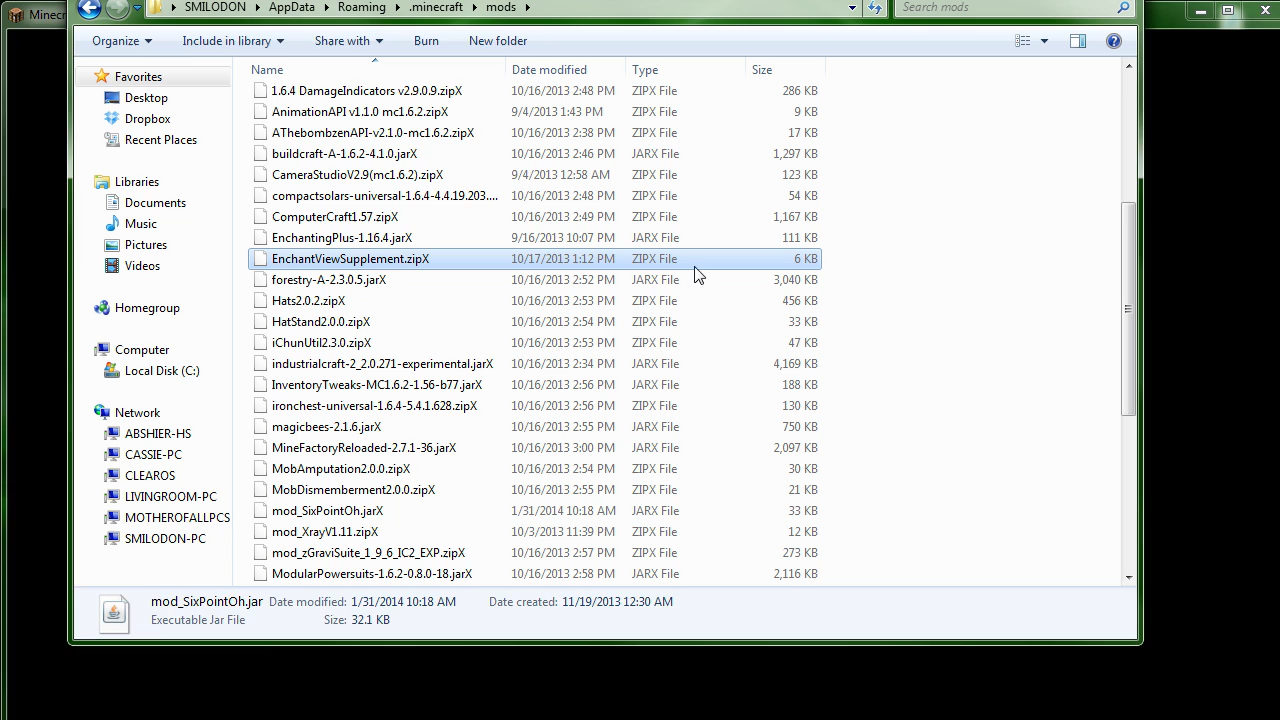 Minecr
SMILODON AppData Roaming .minecraft mods Search mods
Organize Include in library Share with Burn New folder
Favorites
Desktop
Dropbox
Recent Places
Libraries
Documents
Music
Pictures
Videos
Homegroup
Computer
Local Disk (C:)
Network
ABSHIER-HS
CASSIE-PC
CLEAROS
LIVINGROOM-PC
MOTHEROFALLPCS
SMILODON-PC
Name Date modified Type Size
1.6.4 DamageIndicators v2.9.0.9.zipX 10/16/2013 2:48 PM ZIPX File 286 KB
AnimationAPI v1.1.0 mc1.6.2.zipX 9/4/2013 1:43 PM ZIPX File 9 KB
AThebombzenAPI-v2.1.0-mc1.6.2.zipX 10/16/2013 2:38 PM ZIPX File 17 KB
buildcraft-A-1.6.2-4.1.0.jarX 10/16/2013 2:46 PM JARX File 1,297 KB
CameraStudioV2.9(mc1.6.2).zipX 9/4/2013 12:58 AM ZIPX File 123 KB
compactsolars-universal-1.6.4-4.4.19.203.... 10/16/2013 2:48 PM ZIPX File 54 KB
ComputerCraft1.57.zipX 10/16/2013 2:49 PM ZIPX File 1,167 KB
EnchantingPlus-1.16.4.jarX 9/16/2013 10:07 PM JARX File 111 KB
EnchantViewSupplement.zipX 10/17/2013 1:12 PM ZIPX File 6 KB
forestry-A-2.3.0.5.jarX 10/16/2013 2:52 PM JARX File 3,040 KB
Hats2.0.2.zipX 10/16/2013 2:53 PM ZIPX File 456 KB
HatStand2.0.0.zipX 10/16/2013 2:54 PM ZIPX File 33 KB
iChunUtil2.3.0.zipX 10/16/2013 2:53 PM ZIPX File 47 KB
industrialcraft-2_2.0.271-experimental.jarX 10/16/2013 2:34 PM JARX File 4,169 KB
InventoryTweaks-MC1.6.2-1.56-b77.jarX 10/16/2013 2:56 PM JARX File 188 KB
ironchest-universal-1.6.4-5.4.1.628.zipX 10/16/2013 2:56 PM ZIPX File 130 KB
magicbees-2.1.6.jarX 10/16/2013 2:55 PM JARX File 750 KB
MineFactoryReloaded-2.7.1-36.jarX 10/16/2013 3:00 PM JARX File 2,097 KB
MobAmputation2.0.0.zipX 10/16/2013 2:54 PM ZIPX File 30 KB
MobDismemberment2.0.0.zipX 10/16/2013 2:55 PM ZIPX File 21 KB
mod_SixPointOh.jarX 1/31/2014 10:18 AM JARX File 33 KB
mod_XrayV1.11.zipX 10/3/2013 11:39 PM ZIPX File 12 KB
mod_zGraviSuite_1_9_6_IC2_EXP.zipX 10/16/2013 2:57 PM ZIPX File 273 KB
ModularPowersuits-1.6.2-0.8.0-18.jarX 10/16/2013 2:58 PM JARX File 2,116 KB
mod_SixPointOh.jar Date modified: 1/31/2014 10:18 AM Date created: 11/19/2013 12:30 AM
Executable Jar File Size: 32.1 KB